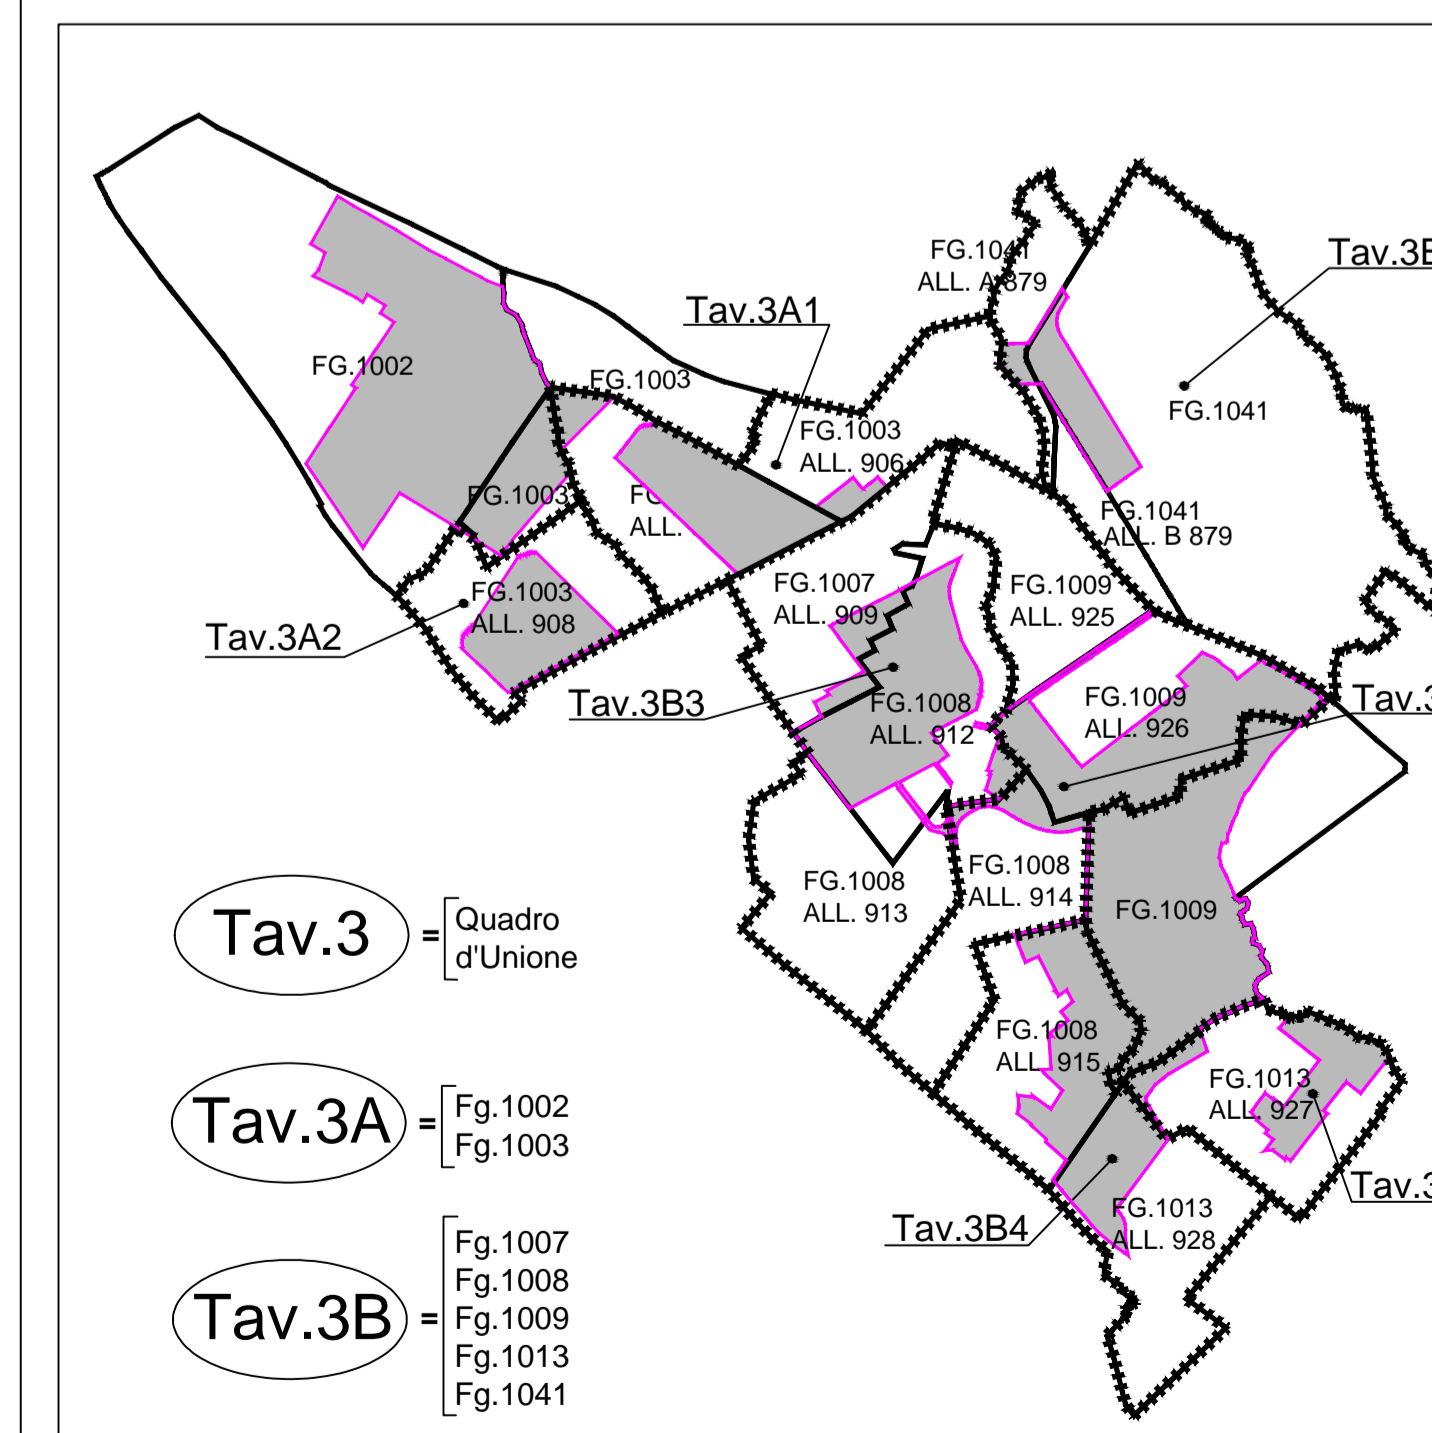 FG.1041
ALL. A 879
Tav.3A1
FG.1002
FG.1003
FG.1003
ALL. 906
FG.1041
FG.1003
ALL.
FG.1041
ALL. B 879
FG.1007
ALL. 909
FG.1009
ALL. 925
FG.1003
ALL. 908
Tav.3A2
Tav.3B3
FG.1008
ALL. 912
FG.1009
ALL. 926
FG.1008
ALL. 913
FG.1008
ALL. 914
FG.1009
Tav.3
=
Quadro
d'Unione
FG.1008
ALL. 915
FG.1013
ALL. 927
Tav.3A
=
Fg.1002
Fg.1003
FG.1013
ALL. 928
Tav.3B4
Tav.3B
=
Fg.1007
Fg.1008
Fg.1009
Fg.1013
Fg.1041